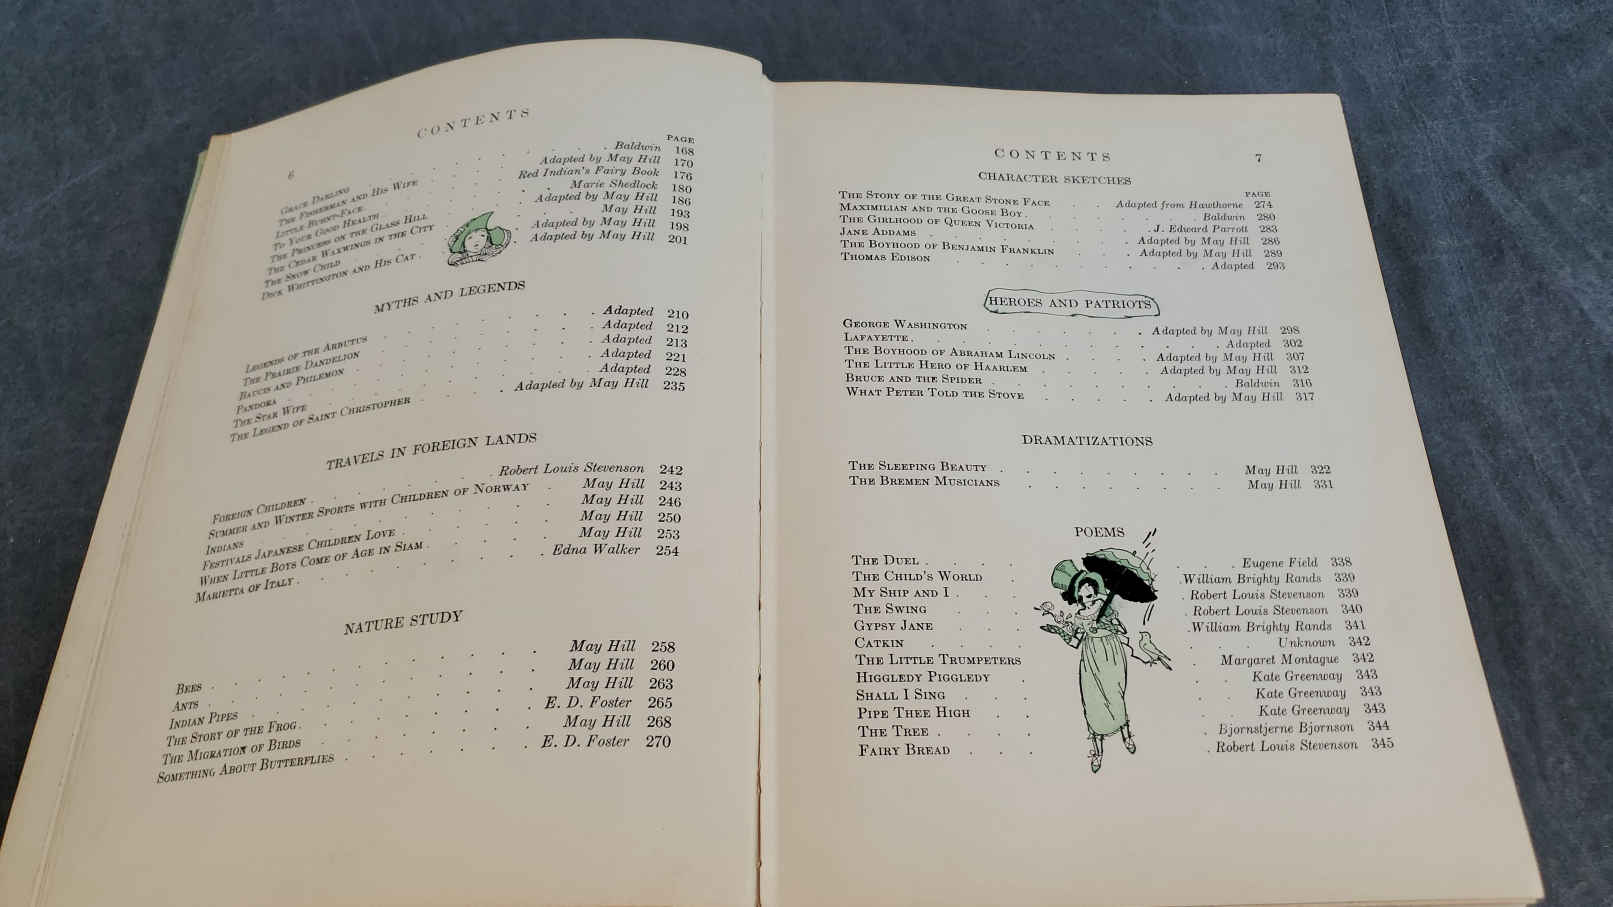 6 CONTENTS
PAGE
GRACE DARLING . . . . . Baldwin 168
THE FISHERMAN AND HIS WIFE . . . Adapted by May Hill 170
LITTLE BURNT-FACE . . . Red Indian's Fairy Book 176
TO YOUR GOOD HEALTH . . . . Marie Shedlock 180
THE PRINCESS ON THE GLASS HILL . Adapted by May Hill 186
THE CEDAR WAXWINGS IN THE CITY . . May Hill 193
THE SNOW CHILD . . . Adapted by May Hill 198
DICK WHITTINGTON AND HIS CAT . . Adapted by May Hill 201
MYTHS AND LEGENDS
LEGENDS OF THE ARBUTUS . . . . . Adapted 210
THE PRAIRIE DANDELION . . . . . Adapted 212
BAUCIS AND PHILEMON . . . . . Adapted 213
PANDORA . . . . . . Adapted 221
THE STAR WIFE . . . . . . Adapted 228
THE LEGEND OF SAINT CHRISTOPHER . . . Adapted by May Hill 235
TRAVELS IN FOREIGN LANDS
FOREIGN CHILDREN . . . . . Robert Louis Stevenson 242
SUMMER AND WINTER SPORTS WITH CHILDREN OF NORWAY . May Hill 243
INDIANS . . . . . . May Hill 246
FESTIVALS JAPANESE CHILDREN LOVE . . . . May Hill 250
WHEN LITTLE BOYS COME OF AGE IN SIAM . . . . May Hill 253
MARIETTA OF ITALY . . . . . . Edna Walker 254
NATURE STUDY
BEES . . . . . . May Hill 258
ANTS . . . . . . May Hill 260
INDIAN PIPES . . . . . . May Hill 263
THE STORY OF THE FROG . . . . . . E. D. Foster 265
THE MIGRATION OF BIRDS . . . . . May Hill 268
SOMETHING ABOUT BUTTERFLIES . . . . . E. D. Foster 270
CONTENTS 7
CHARACTER SKETCHES
PAGE
THE STORY OF THE GREAT STONE FACE . . Adapted from Hawthorne 274
MAXIMILIAN AND THE GOOSE BOY . . . . . Baldwin 280
THE GIRLHOOD OF QUEEN VICTORIA . . . . J. Edward Parrott 283
JANE ADDAMS . . . . . Adapted by May Hill 286
THE BOYHOOD OF BENJAMIN FRANKLIN . . . Adapted by May Hill 289
THOMAS EDISON . . . . . . Adapted 293
HEROES AND PATRIOTS
GEORGE WASHINGTON . . . . . Adapted by May Hill 298
LAFAYETTE . . . . . . Adapted 302
THE BOYHOOD OF ABRAHAM LINCOLN . . . . Adapted by May Hill 307
THE LITTLE HERO OF HAARLEM . . . . Adapted by May Hill 312
BRUCE AND THE SPIDER . . . . . . Baldwin 316
WHAT PETER TOLD THE STOVE . . . . . Adapted by May Hill 317
DRAMATIZATIONS
THE SLEEPING BEAUTY . . . . . . May Hill 322
THE BREMEN MUSICIANS . . . . . . May Hill 331
POEMS
THE DUEL . . . . . . . Eugene Field 338
THE CHILD'S WORLD . . William Brighty Rands 339
MY SHIP AND I . . . . Robert Louis Stevenson 339
THE SWING . . . Robert Louis Stevenson 340
GYPSY JANE . . . William Brighty Rands 341
CATKIN . . . . . . . Unknown 342
THE LITTLE TRUMPETERS . Margaret Montague 342
HIGGLEDY PIGGLEDY . . . Kate Greenway 343
SHALL I SING . . . . . Kate Greenway 343
PIPE THEE HIGH . . . . Kate Greenway 343
THE TREE . . . . . Bjornstjerne Bjornson 344
FAIRY BREAD . . . . Robert Louis Stevenson 345